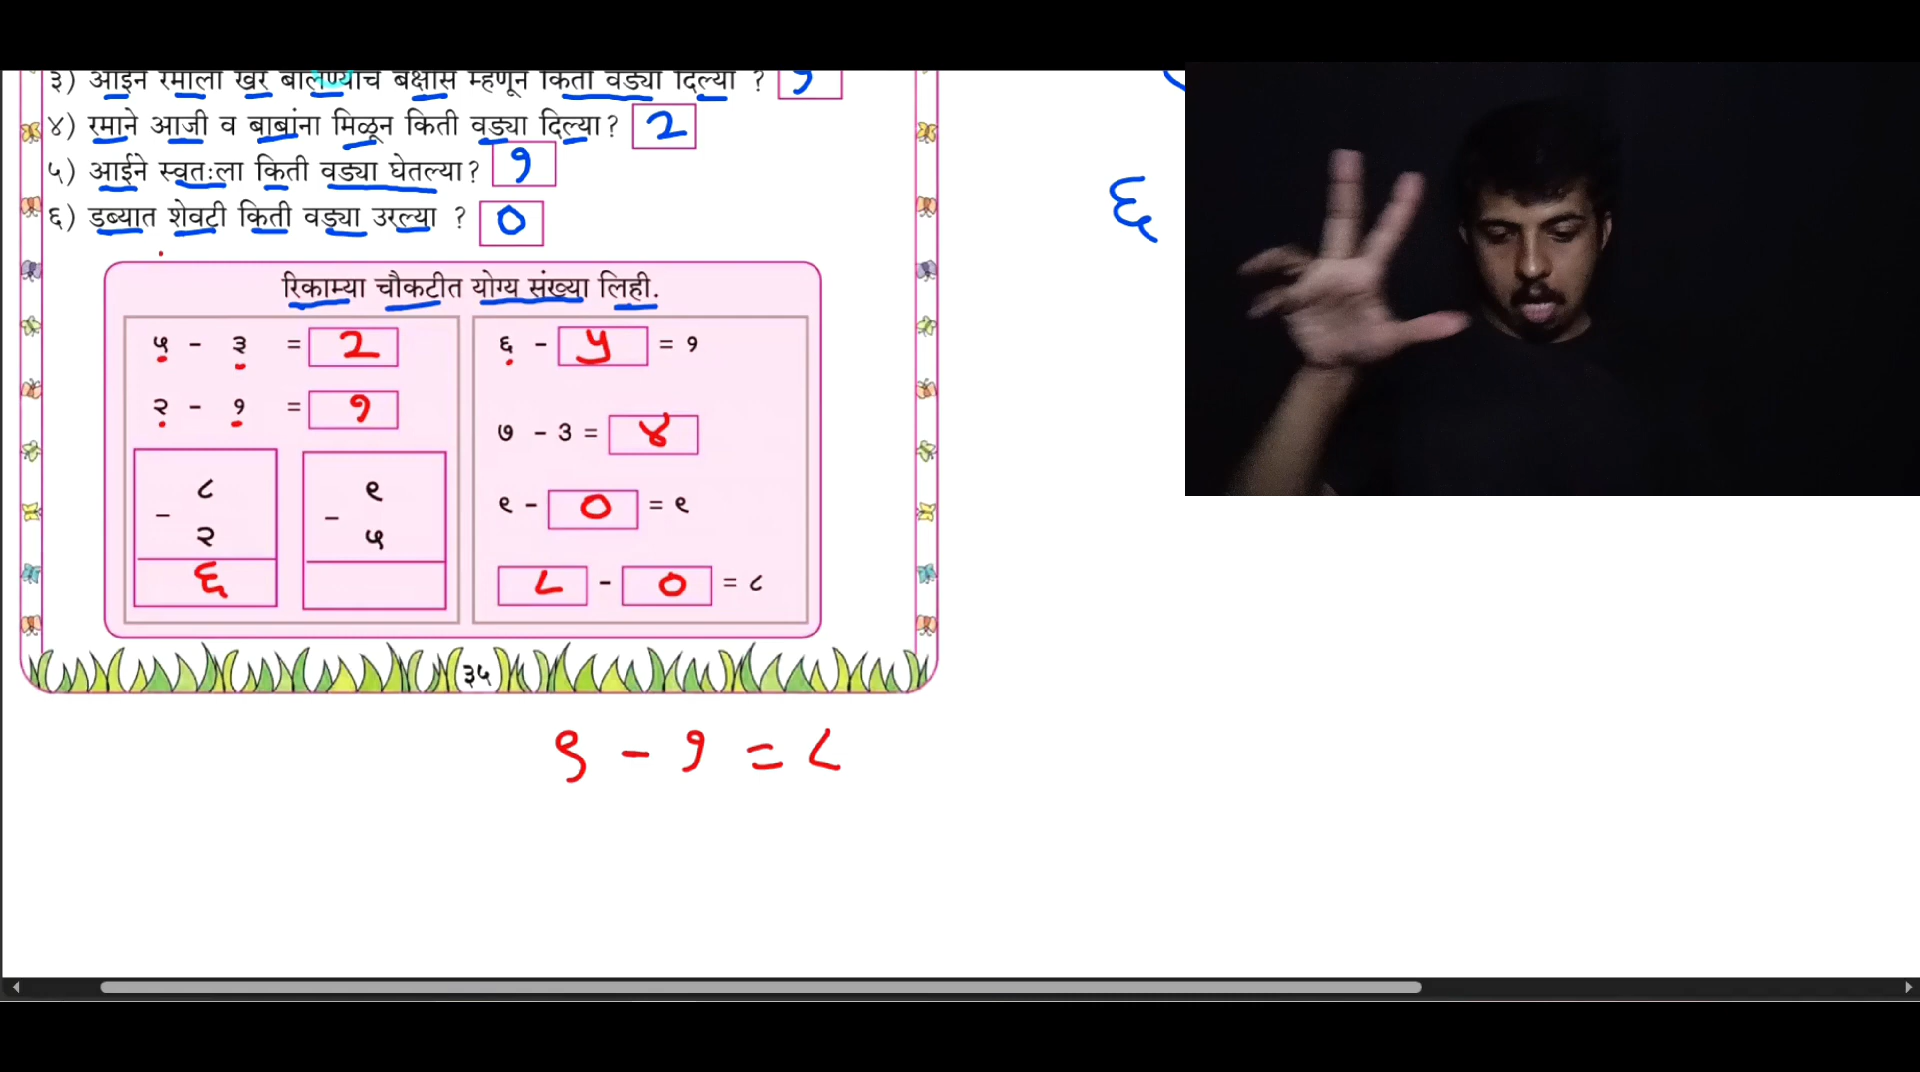 ३) आईने रमाला खरे बोलण्याचे बक्षीस म्हणून किती वड्या दिल्या ? १
४) रमाने आजी व बाबांना मिळून किती वड्या दिल्या? २
५) आईने स्वतःला किती वड्या घेतल्या? १
६) डब्यात शेवटी किती वड्या उरल्या ? ०
६
रिकाम्या चौकटीत योग्य संख्या लिही.
५ - ३ = २
२ - १ = १
८
- २
६
९
- ५
६ - ५ = १
७ - ३ = ४
९ - ० = ९
८ - ० = ८
३५
९ - १ = ८